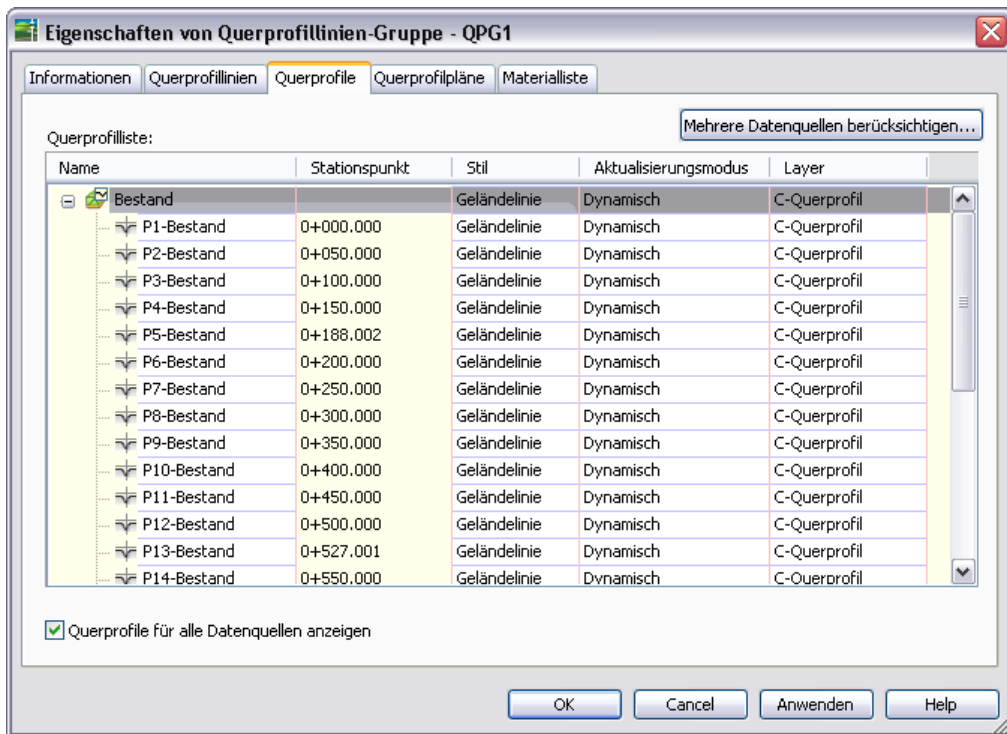 Eigenschaften von Querprofillinien-Gruppe - QPG1
Informationen Querprofillinien Querprofile Querprofilpläne Materialliste
Mehrere Datenquellen berücksichtigen...
Querprofilliste:
Name Stationspunkt Stil Aktualisierungsmodus Layer
Bestand Geländelinie Dynamisch C-Querprofil
P1-Bestand 0+000.000 Geländelinie Dynamisch C-Querprofil
P2-Bestand 0+050.000 Geländelinie Dynamisch C-Querprofil
P3-Bestand 0+100.000 Geländelinie Dynamisch C-Querprofil
P4-Bestand 0+150.000 Geländelinie Dynamisch C-Querprofil
P5-Bestand 0+188.002 Geländelinie Dynamisch C-Querprofil
P6-Bestand 0+200.000 Geländelinie Dynamisch C-Querprofil
P7-Bestand 0+250.000 Geländelinie Dynamisch C-Querprofil
P8-Bestand 0+300.000 Geländelinie Dynamisch C-Querprofil
P9-Bestand 0+350.000 Geländelinie Dynamisch C-Querprofil
P10-Bestand 0+400.000 Geländelinie Dynamisch C-Querprofil
P11-Bestand 0+450.000 Geländelinie Dynamisch C-Querprofil
P12-Bestand 0+500.000 Geländelinie Dynamisch C-Querprofil
P13-Bestand 0+527.001 Geländelinie Dynamisch C-Querprofil
P14-Bestand 0+550.000 Geländelinie Dynamisch C-Querprofil
Querprofile für alle Datenquellen anzeigen
OK Cancel Anwenden Help